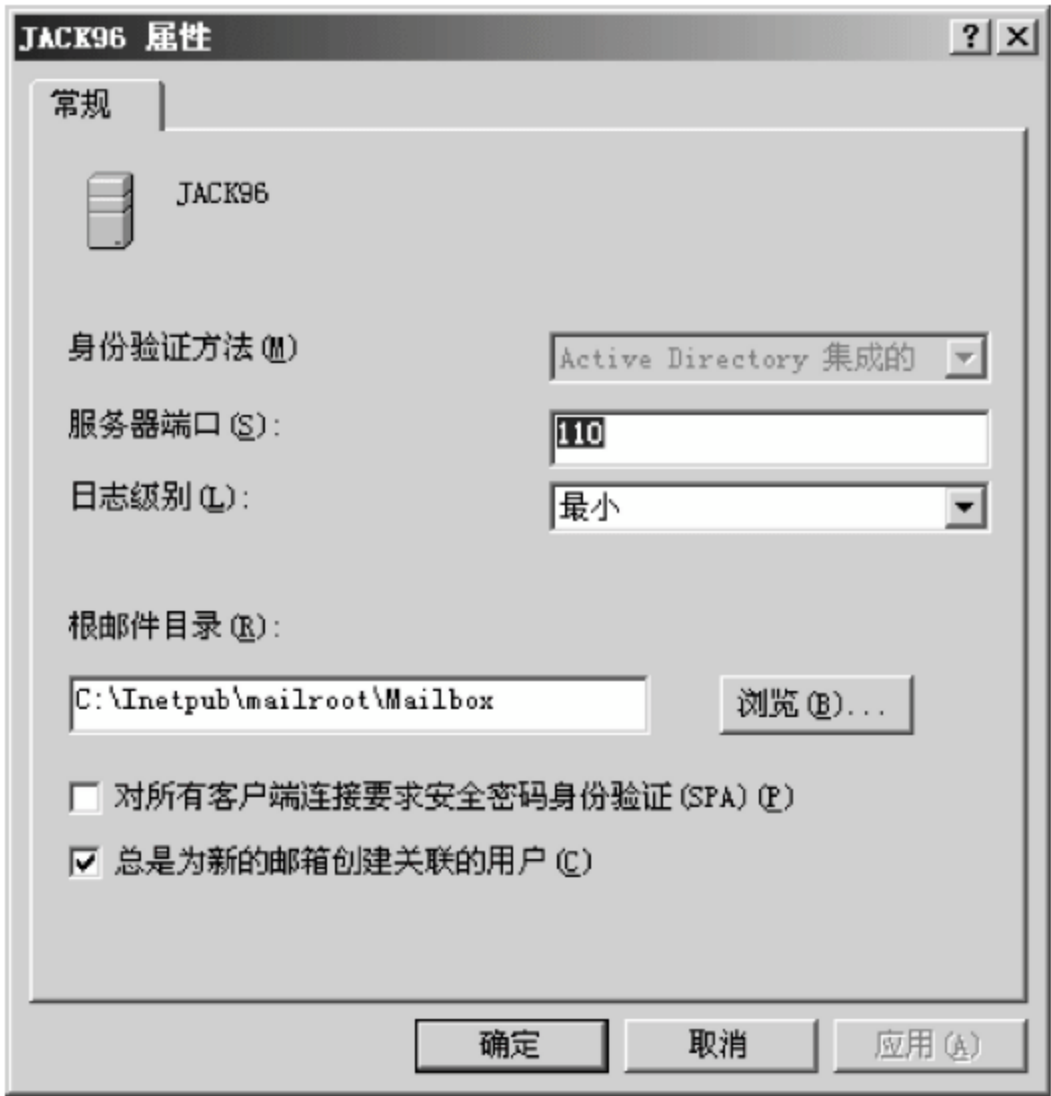 JACK96 属性
常规
JACK96
身份验证方法(M)
Active Directory 集成的
服务器端口(S):
110
日志级别(L):
最小
根邮件目录(R):
C:\Inetpub\mailroot\Mailbox
浏览(B)...
对所有客户端连接要求安全密码身份验证(SPA)(P)
总是为新的邮箱创建关联的用户(C)
确定
取消
应用(A)